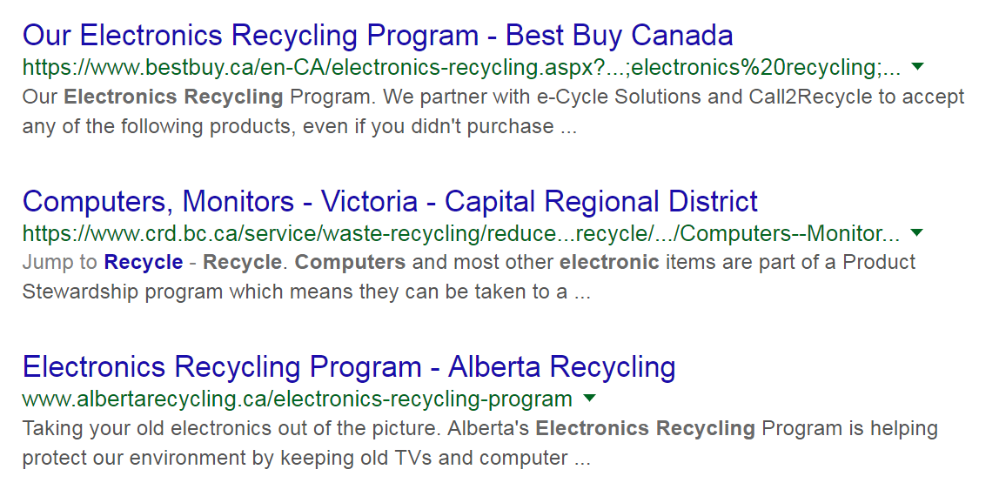 Our Electronics Recycling Program - Best Buy Canada
https://www.bestbuy.ca/en-CA/electronics-recycling.aspx?...;electronics%20recycling;...
Our Electronics Recycling Program. We partner with e-Cycle Solutions and Call2Recycle to accept
any of the following products, even if you didn't purchase ...
Computers, Monitors - Victoria - Capital Regional District
https://www.crd.bc.ca/service/waste-recycling/reduce...recycle/.../Computers--Monitor...
Jump to Recycle - Recycle. Computers and most other electronic items are part of a Product
Stewardship program which means they can be taken to a ...
Electronics Recycling Program - Alberta Recycling
www.albertarecycling.ca/electronics-recycling-program
Taking your old electronics out of the picture. Alberta's Electronics Recycling Program is helping
protect our environment by keeping old TVs and computer ...